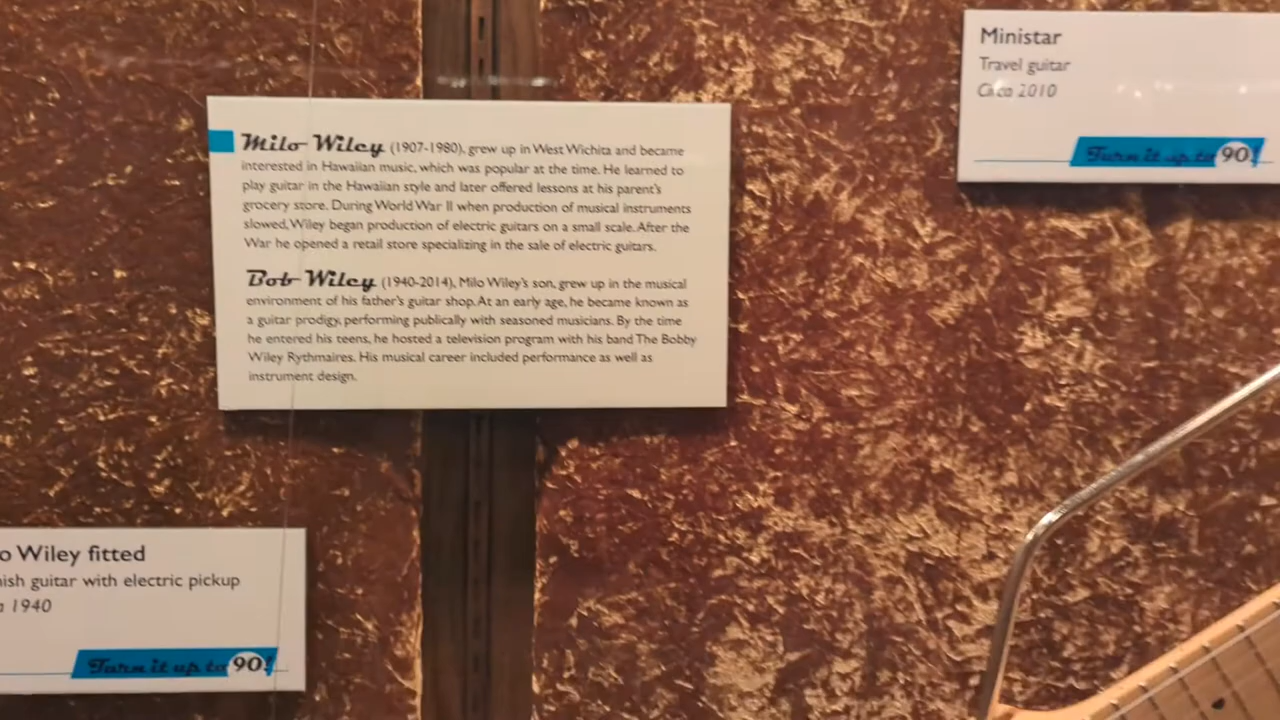 Ministar
Travel guitar
Circa 2010
Turn it up to 90!
Milo Wiley (1907-1980), grew up in West Wichita and became
interested in Hawaiian music, which was popular at the time. He learned to
play guitar in the Hawaiian style and later offered lessons at his parent's
grocery store. During World War II when production of musical instruments
slowed, Wiley began production of electric guitars on a small scale. After the
War he opened a retail store specializing in the sale of electric guitars.
Bob Wiley (1940-2014), Milo Wiley's son, grew up in the musical
environment of his father's guitar shop. At an early age, he became known as
a guitar prodigy, performing publically with seasoned musicians. By the time
he entered his teens, he hosted a television program with his band The Bobby
Wiley Rythmaires. His musical career included performance as well as
instrument design.
o Wiley fitted
nish guitar with electric pickup
a 1940
Turn it up to 90!